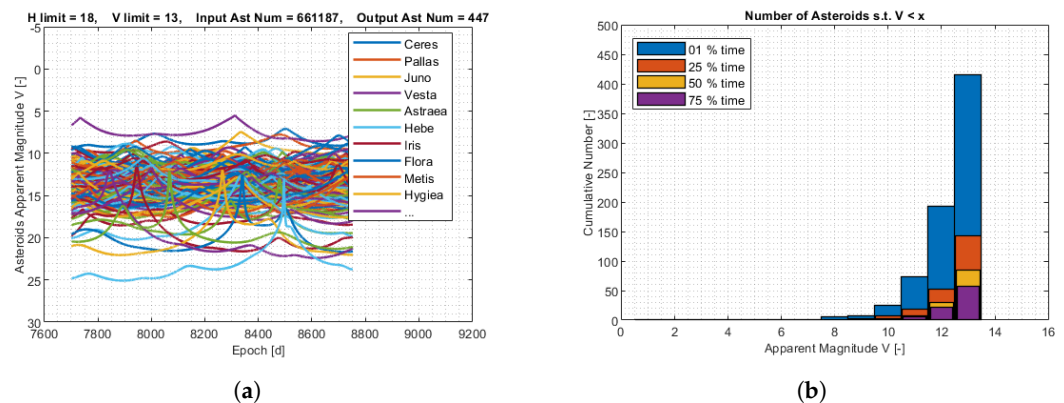 H limit = 18, V limit = 13, Input Ast Num = 661187, Output Ast Num = 447
-5
0
5
10
15
20
25
30
Asteroids Apparent Magnitude V [-]
7600 7800 8000 8200 8400 8600 8800 9000 9200
Epoch [d]
Ceres
Pallas
Juno
Vesta
Astraea
Hebe
Iris
Flora
Metis
Hygiea
...
(a)
Number of Asteroids s.t. V < x
500
450
400
350
300
250
200
150
100
50
0
Cumulative Number [-]
01 % time
25 % time
50 % time
75 % time
0 2 4 6 8 10 12 14 16
Apparent Magnitude V [-]
(b)